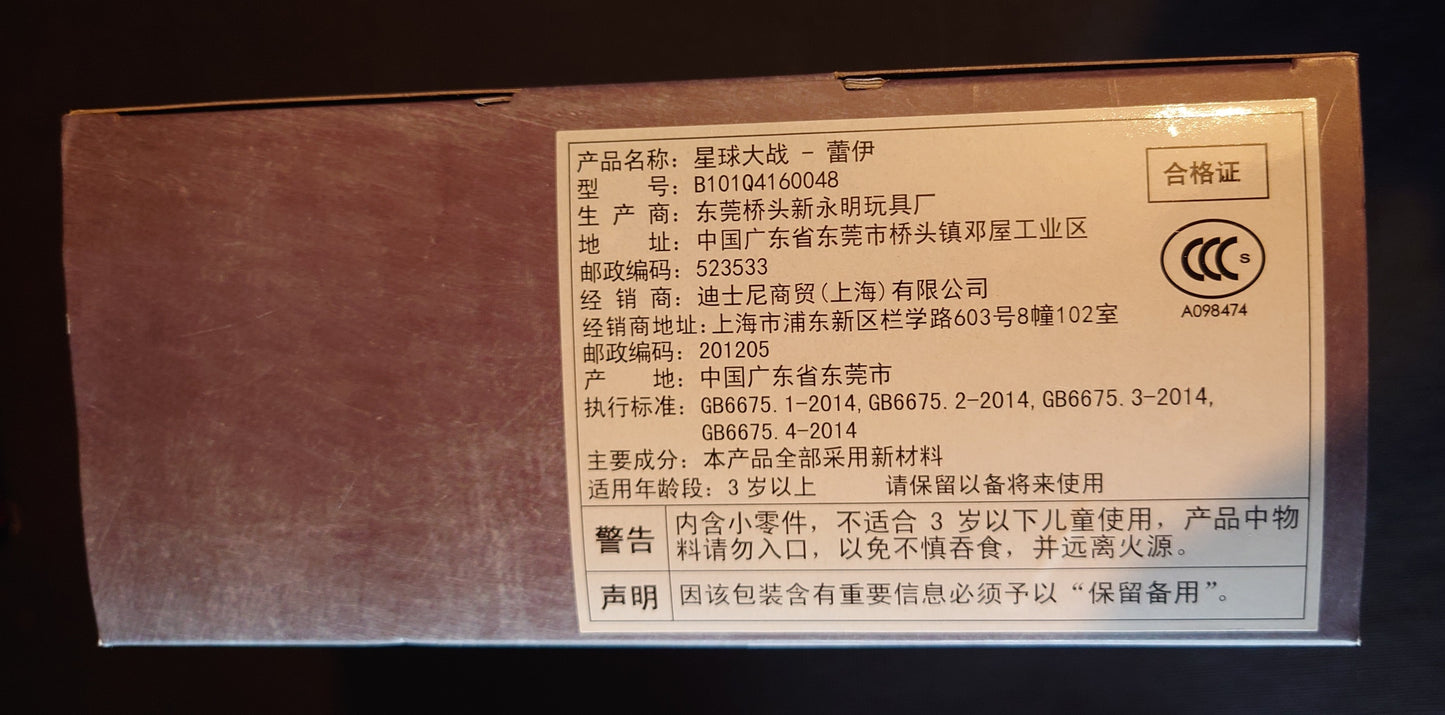 产品名称：星球大战 - 蕾伊
型 号：B101Q4160048
生 产 商：东莞桥头新永明玩具厂
地 址：中国广东省东莞市桥头镇邓屋工业区
邮政编码：523533
经 销 商：迪士尼商贸(上海)有限公司
经销商地址：上海市浦东新区栏学路603号8幢102室
邮政编码：201205
产 地：中国广东省东莞市
执行标准：GB6675.1-2014,GB6675.2-2014,GB6675.3-2014,
GB6675.4-2014
主要成分：本产品全部采用新材料
适用年龄段：3 岁以上 请保留以备将来使用
合格证
CCC S
A098474
警告
内含小零件，不适合 3 岁以下儿童使用，产品中物
料请勿入口，以免不慎吞食，并远离火源。
声明
因该包装含有重要信息必须予以“保留备用”。